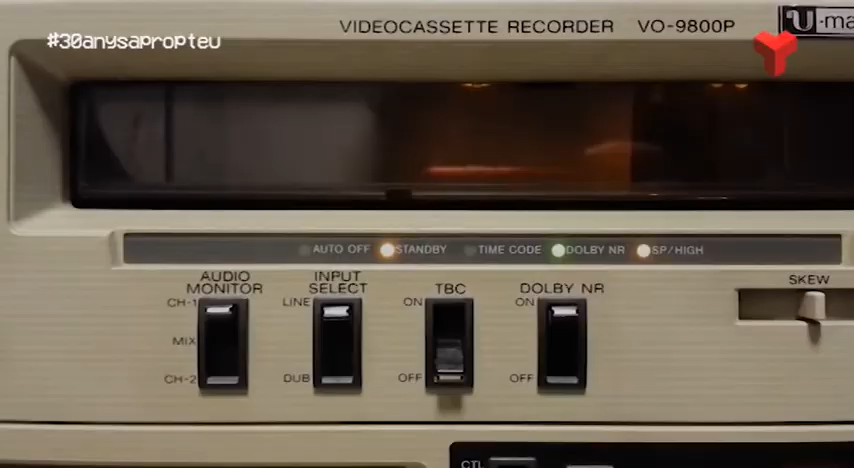 VIDEOCASSETTE RECORDER VO-9800P U-ma
#30anysapropteu
AUTO OFF STANDBY TIME CODE DOLBY NR SP/HIGH
AUDIO MONITOR
CH-1
MIX
CH-2
INPUT SELECT
LINE
DUB
TBC
ON
OFF
DOLBY NR
ON
OFF
SKEW
CTL